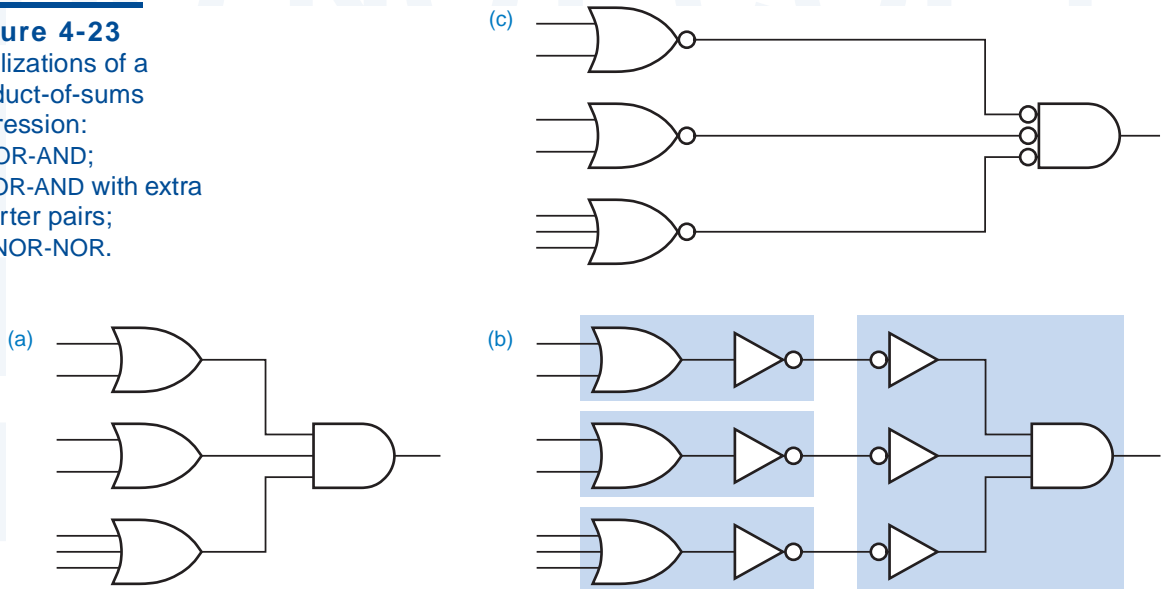 ure 4-23
lizations of a
duct-of-sums
ression:
OR-AND;
OR-AND with extra
rter pairs;
NOR-NOR.
(c)
(a)
(b)